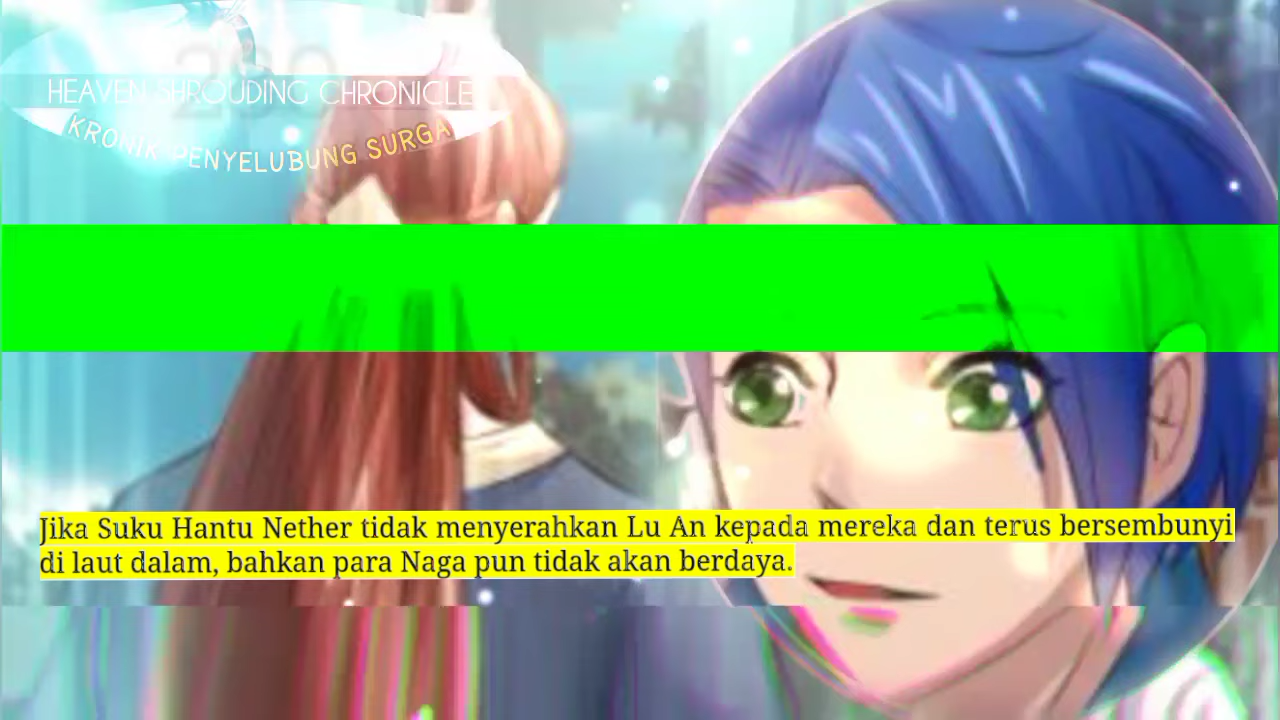 HEAVEN SHROUDING CHRONICLE
KRONIK PENYELUBUNG SURGA
Jika Suku Hantu Nether tidak menyerahkan Lu An kepada mereka dan terus bersembunyi
di laut dalam, bahkan para Naga pun tidak akan berdaya.